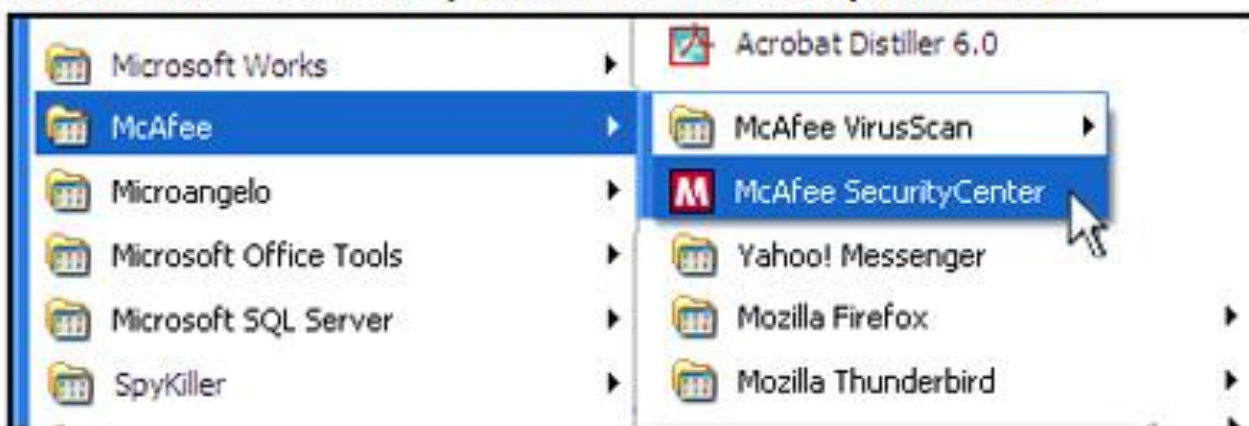 Microsoft Works
McAfee
Microangelo
Microsoft Office Tools
Microsoft SQL Server
SpyKiller
Acrobat Distiller 6.0
McAfee VirusScan
McAfee SecurityCenter
Yahoo! Messenger
Mozilla Firefox
Mozilla Thunderbird